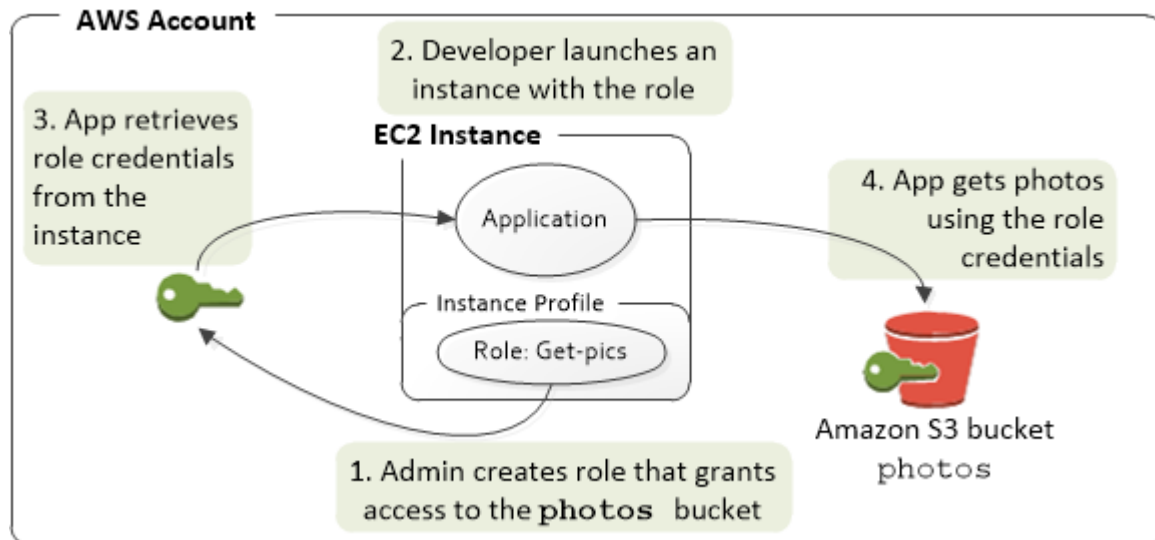 AWS Account
2. Developer launches an
instance with the role
3. App retrieves
role credentials
from the
instance
EC2 Instance
Application
4. App gets photos
using the role
credentials
Instance Profile
Role: Get-pics
Amazon S3 bucket
photos
1. Admin creates role that grants
access to the photos bucket